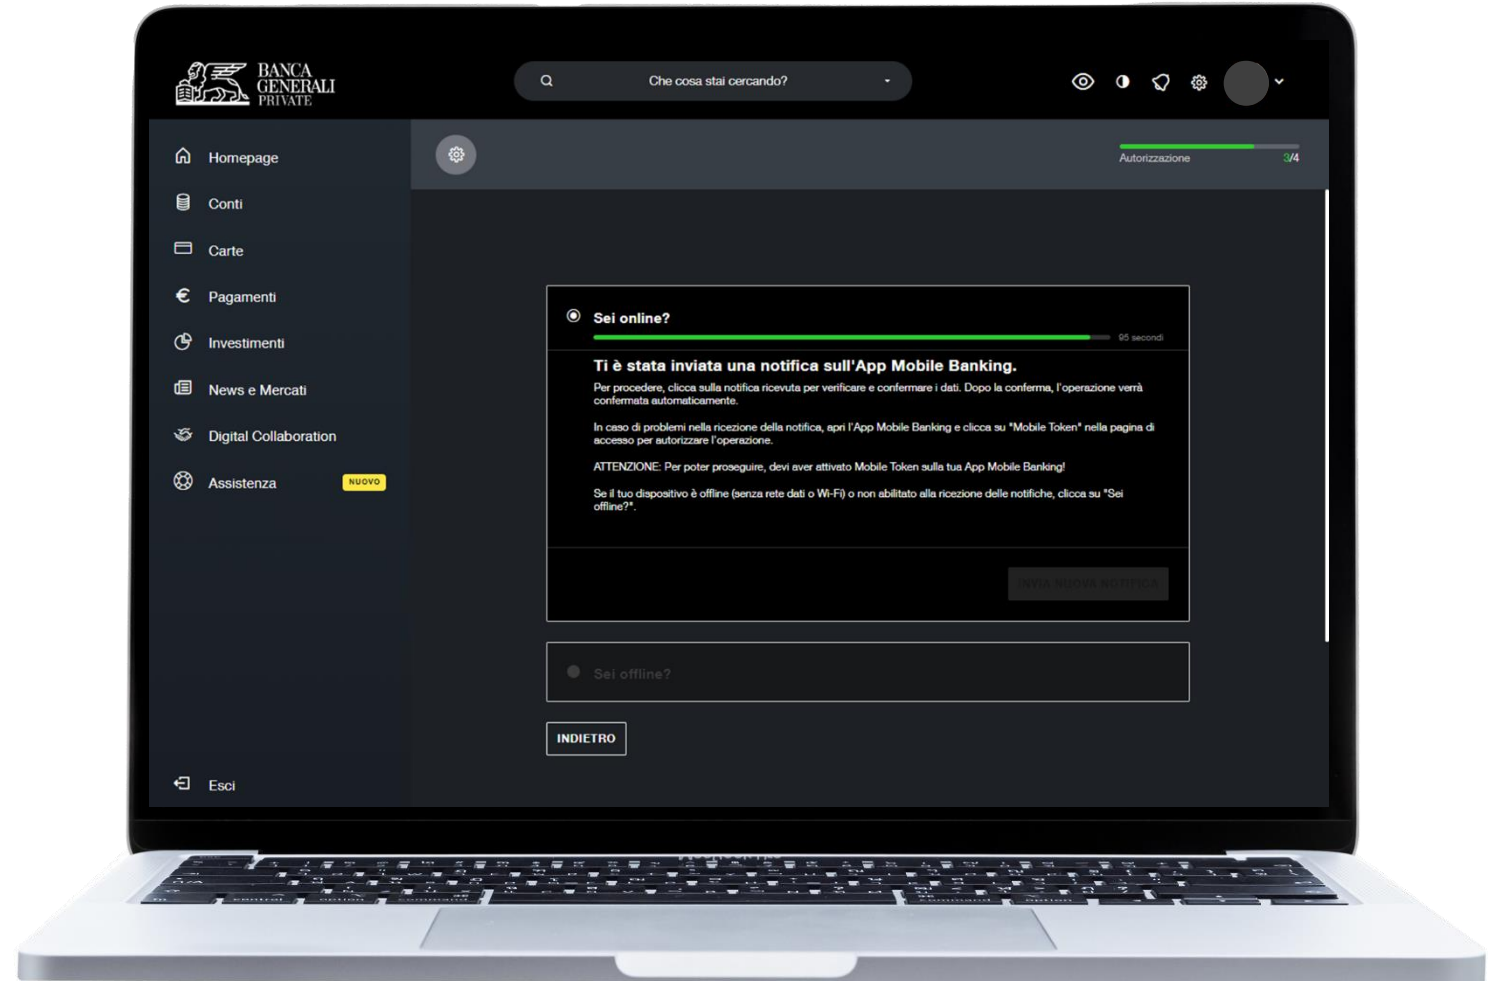 BANCA
GENERALI
PRIVATE
Che cosa stai cercando?
Homepage
Conti
Carte
Pagamenti
Investimenti
News e Mercati
Digital Collaboration
Assistenza NUOVO
Esci
Autorizzazione 3/4
Sei online?
95 secondi
Ti è stata inviata una notifica sull'App Mobile Banking.
Per procedere, clicca sulla notifica ricevuta per verificare e confermare i dati. Dopo la conferma, l'operazione verrà
confermata automaticamente.
In caso di problemi nella ricezione della notifica, apri l'App Mobile Banking e clicca su "Mobile Token" nella pagina di
accesso per autorizzare l'operazione.
ATTENZIONE: Per poter proseguire, devi aver attivato Mobile Token sulla tua App Mobile Banking!
Se il tuo dispositivo è offline (senza rete dati o Wi-Fi) o non abilitato alla ricezione delle notifiche, clicca su "Sei
offline?".
INVIA NUOVA NOTIFICA
Sei offline?
INDIETRO
control option command
command option